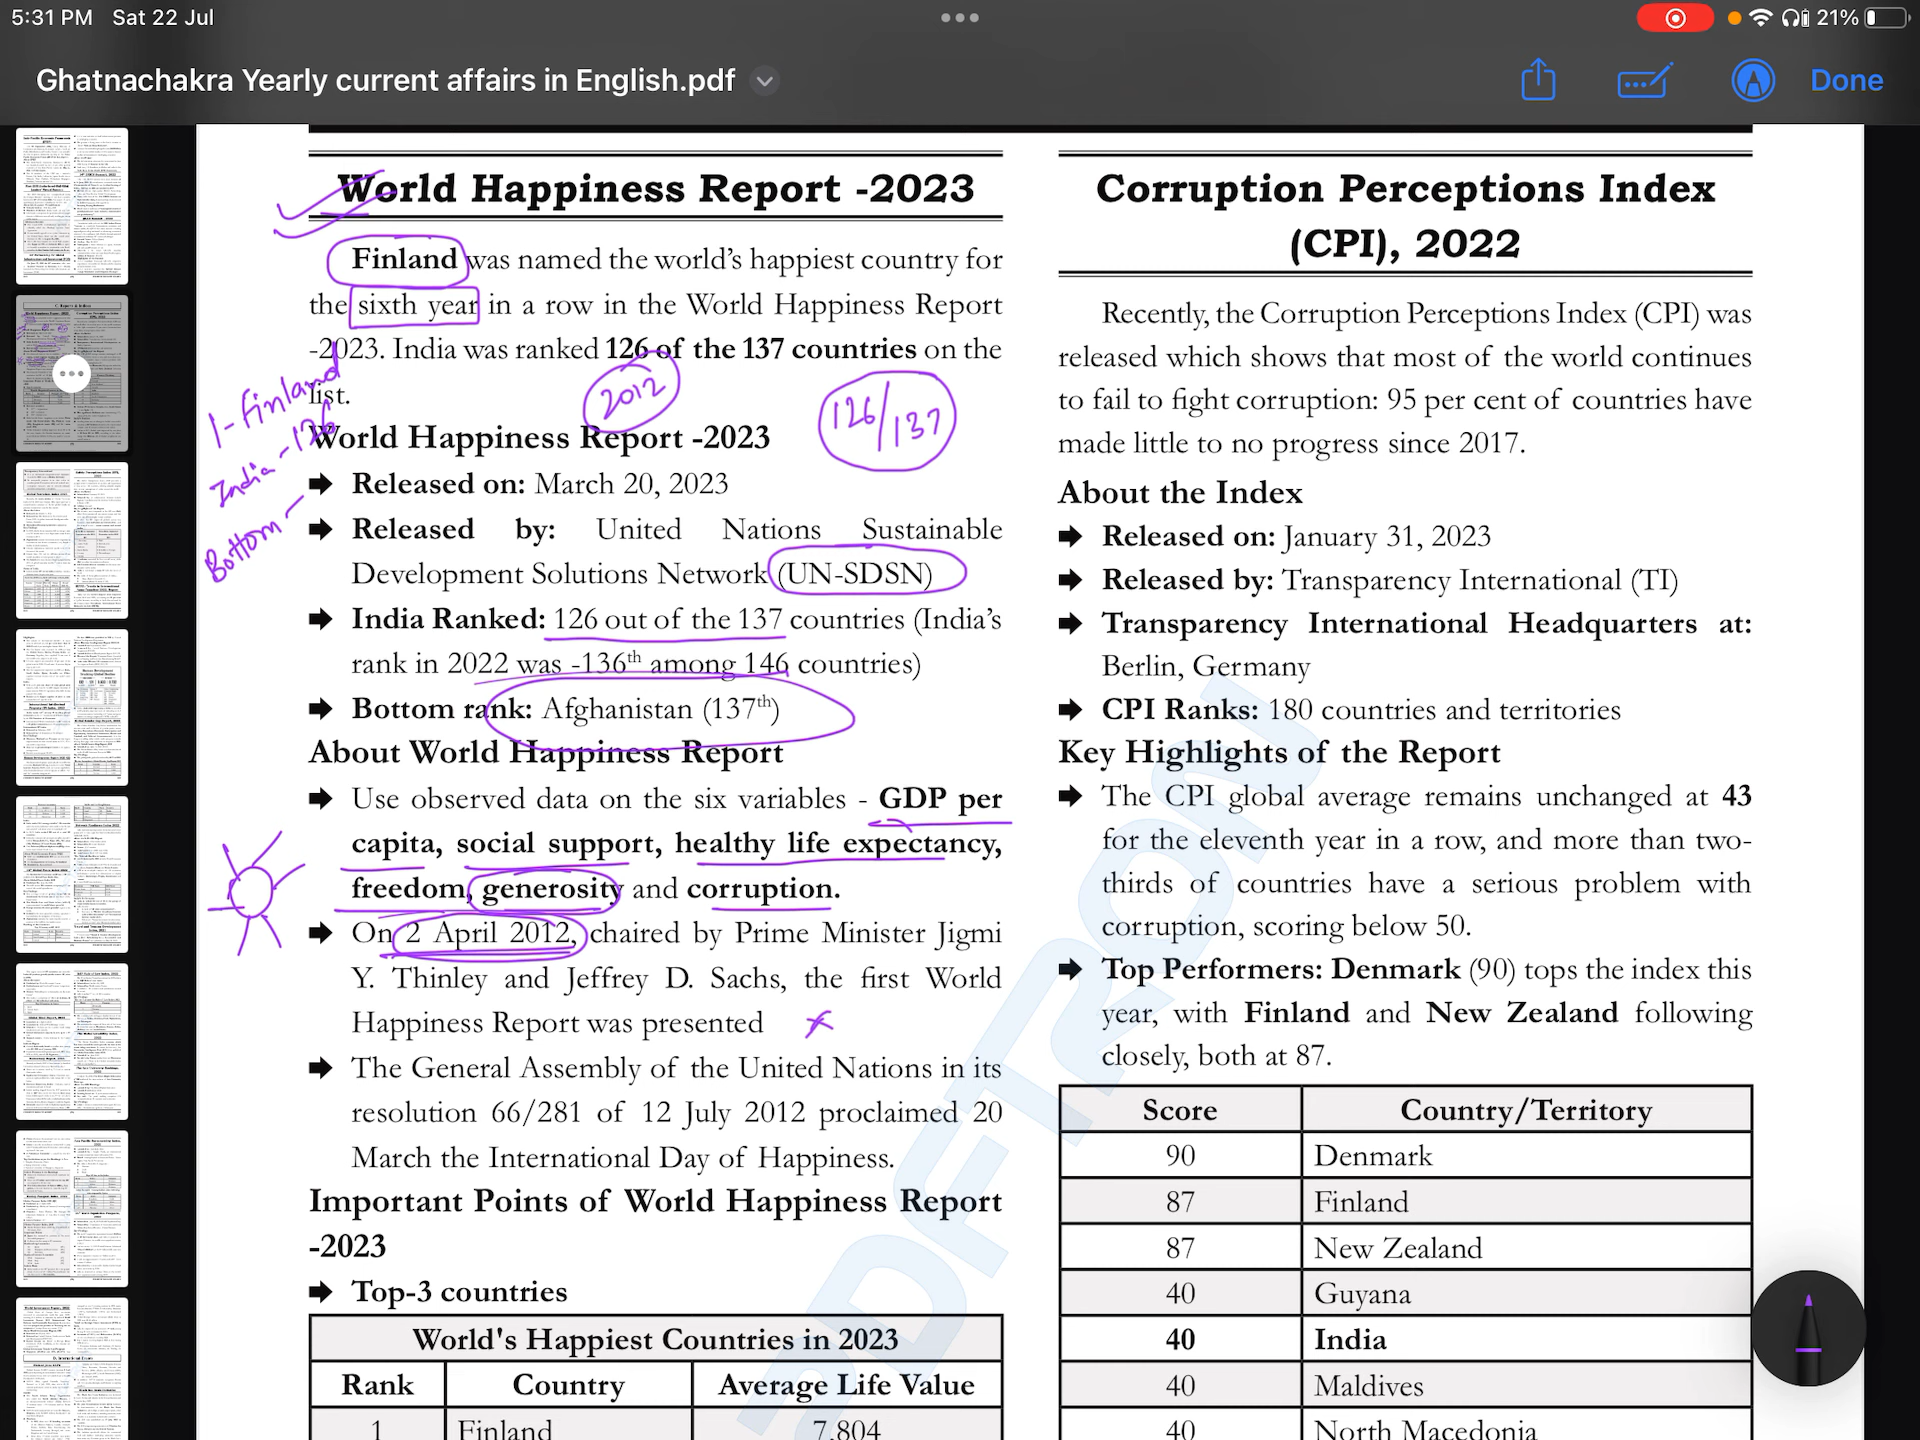 5:31 PM Sat 22 Jul
21%
Ghatnachakra Yearly current affairs in English.pdf
Done
World Happiness Report -2023
Finland was named the world's happiest country for
the sixth year in a row in the World Happiness Report
-2023. India was ranked 126 of the 137 countries on the
list.
2012
126/137
1-finland
India-126
Bottom-
World Happiness Report -2023
➡ Released on: March 20, 2023
➡ Released by: United Nations Sustainable
Development Solutions Network (UN-SDSN)
➡ India Ranked: 126 out of the 137 countries (India's
rank in 2022 was -136th among 146 countries)
➡ Bottom rank: Afghanistan (137th)
About World Happiness Report
➡ Use observed data on the six variables - GDP per
capita, social support, healthy life expectancy,
freedom, generosity and corruption.
➡ On 2 April 2012, chaired by Prime Minister Jigmi
Y. Thinley and Jeffrey D. Sachs, the first World
Happiness Report was presented
➡ The General Assembly of the United Nations in its
resolution 66/281 of 12 July 2012 proclaimed 20
March the International Day of Happiness.
Important Points of World Happiness Report
-2023
➡ Top-3 countries
World's Happiest Countries in 2023
Rank Country Average Life Value
1 Finland 7.804
Corruption Perceptions Index
(CPI), 2022
Recently, the Corruption Perceptions Index (CPI) was
released which shows that most of the world continues
to fail to fight corruption: 95 per cent of countries have
made little to no progress since 2017.
About the Index
➡ Released on: January 31, 2023
➡ Released by: Transparency International (TI)
➡ Transparency International Headquarters at:
Berlin, Germany
➡ CPI Ranks: 180 countries and territories
Key Highlights of the Report
➡ The CPI global average remains unchanged at 43
for the eleventh year in a row, and more than two-
thirds of countries have a serious problem with
corruption, scoring below 50.
➡ Top Performers: Denmark (90) tops the index this
year, with Finland and New Zealand following
closely, both at 87.
Score Country/Territory
90 Denmark
87 Finland
87 New Zealand
40 Guyana
40 India
40 Maldives
40 North Macedonia